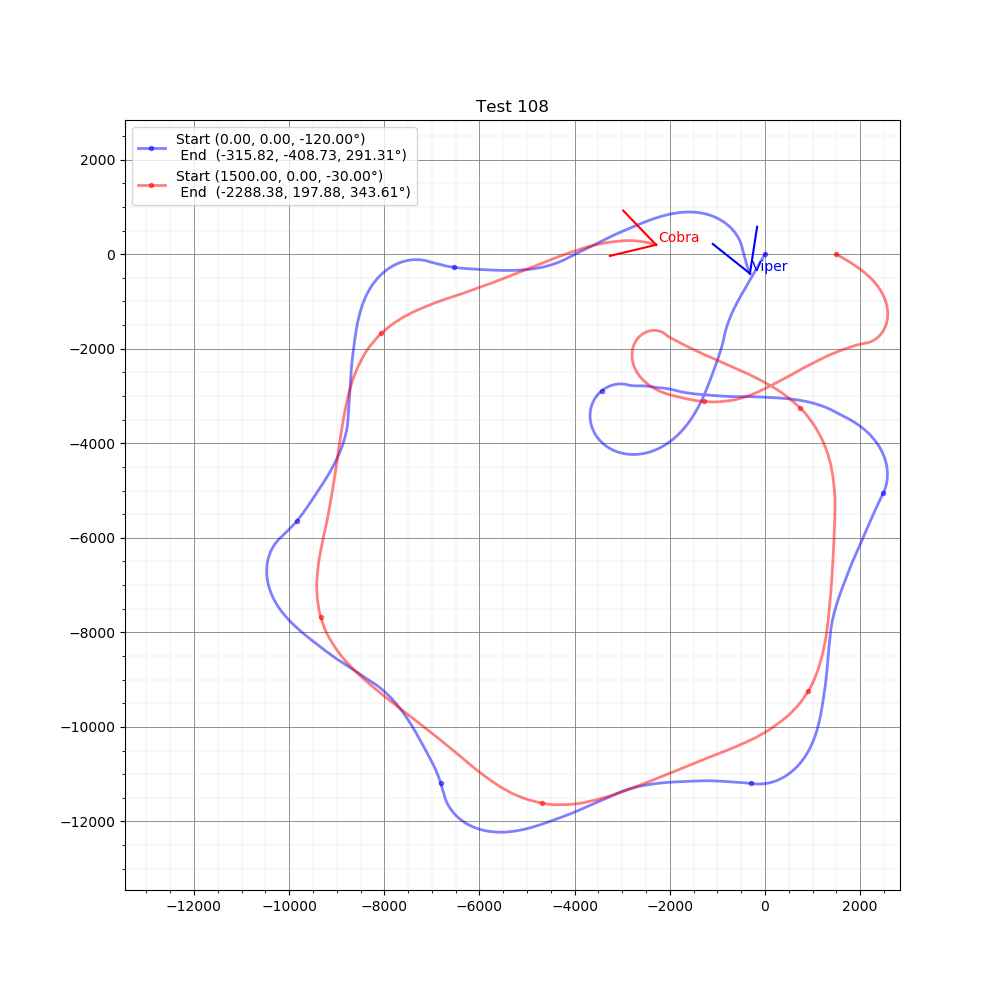 Test 108
Start (0.00, 0.00, -120.00°)
End (-315.82, -408.73, 291.31°)
Start (1500.00, 0.00, -30.00°)
End (-2288.38, 197.88, 343.61°)
Cobra
Viper
2000
0
−2000
−4000
−6000
−8000
−10000
−12000
−12000 −10000 −8000 −6000 −4000 −2000 0 2000